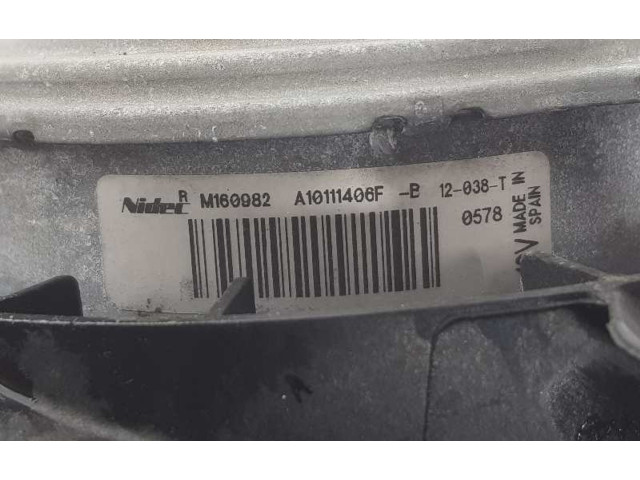 Nidec R M160982 A10111406F -B 12-038-T
0578
MADE IN
SPAIN